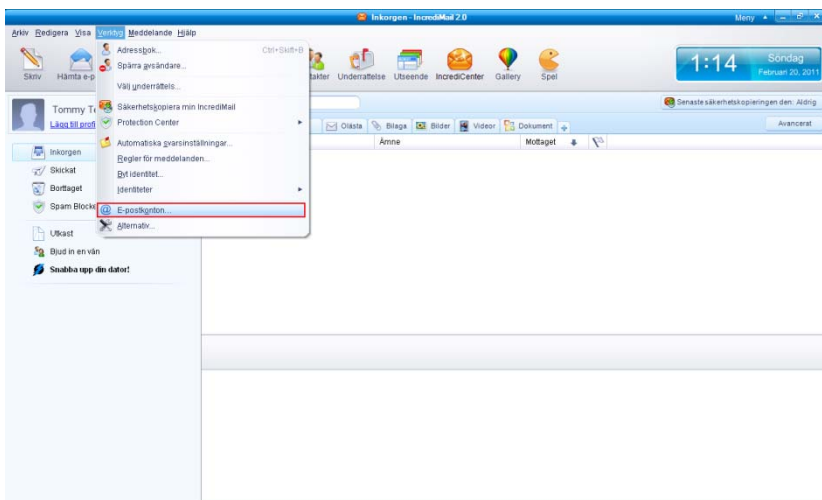 Inkorgen - IncrediMail 2.0
Meny
Arkiv Redigera Visa Verktyg Meddelande Hjälp
Skriv
Hämta e-p
takter
Underrättelse
Utseende
IncrediCenter
Gallery
Spel
1:14
Söndag
Februari 20, 2011
Adressbok... Ctrl+Skift+B
Spärra avsändare...
Välj underrättels...
Säkerhetskopiera min IncrediMail
Protection Center
Automatiska svarsinställningar...
Regler för meddelanden...
Byt identitet...
Identiteter
E-postkonton...
Alternativ...
Tommy Te
Lägg till profi
Senaste säkerhetskopieringen den: Aldrig
Olästa
Bilaga
Bilder
Videor
Dokument
Avancerat
Ämne
Mottaget
Inkorgen
Skickat
Borttaget
Spam Blocke
Utkast
Bjud in en vän
Snabba upp din dator!